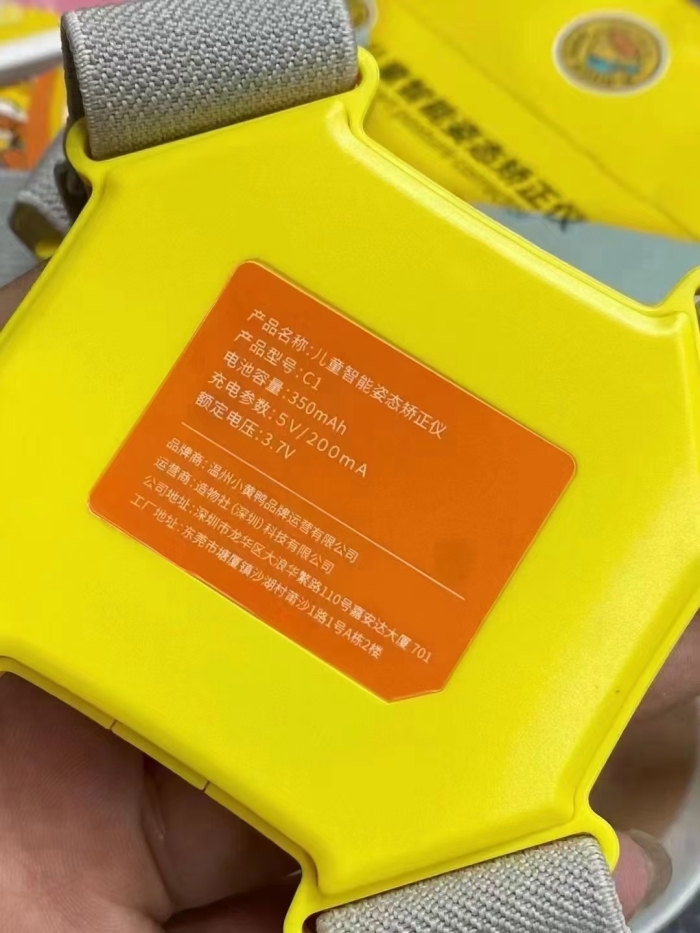 儿童智能姿态矫正仪
产品名称:儿童智能姿态矫正仪
产品型号:C1
电池容量:350mAh
充电参数:5V/200mA
额定电压:3.7V
品牌商:温州小黄鸭品牌运营有限公司
运营商:造物社(深圳)科技有限公司
公司地址:深圳市龙华区大浪华繁路110号嘉安达大厦701
工厂地址:东莞市塘厦镇沙湖村莆沙1路1号A栋2楼